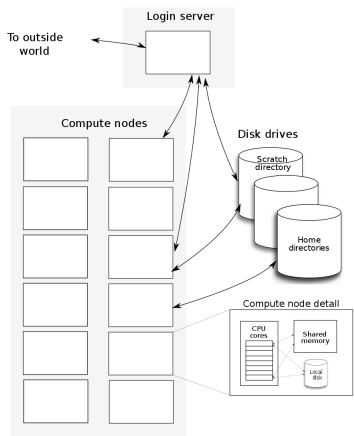 Login server
To outside
world
Compute nodes
Disk drives
Scratch
directory
Home
directories
Compute node detail
CPU
cores
Shared
memory
Local
disk